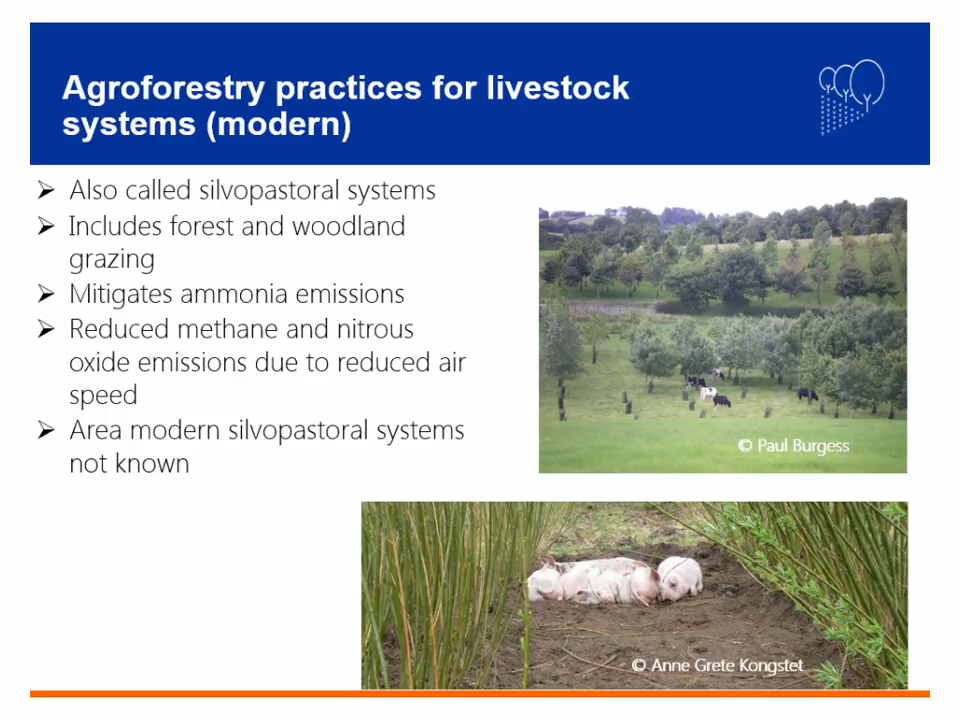 Agroforestry practices for livestock
systems (modern)
Also called silvopastoral systems
Includes forest and woodland
grazing
Mitigates ammonia emissions
Reduced methane and nitrous
oxide emissions due to reduced air
speed
Area modern silvopastoral systems
not known
© Paul Burgess
© Anne Grete Kongstet